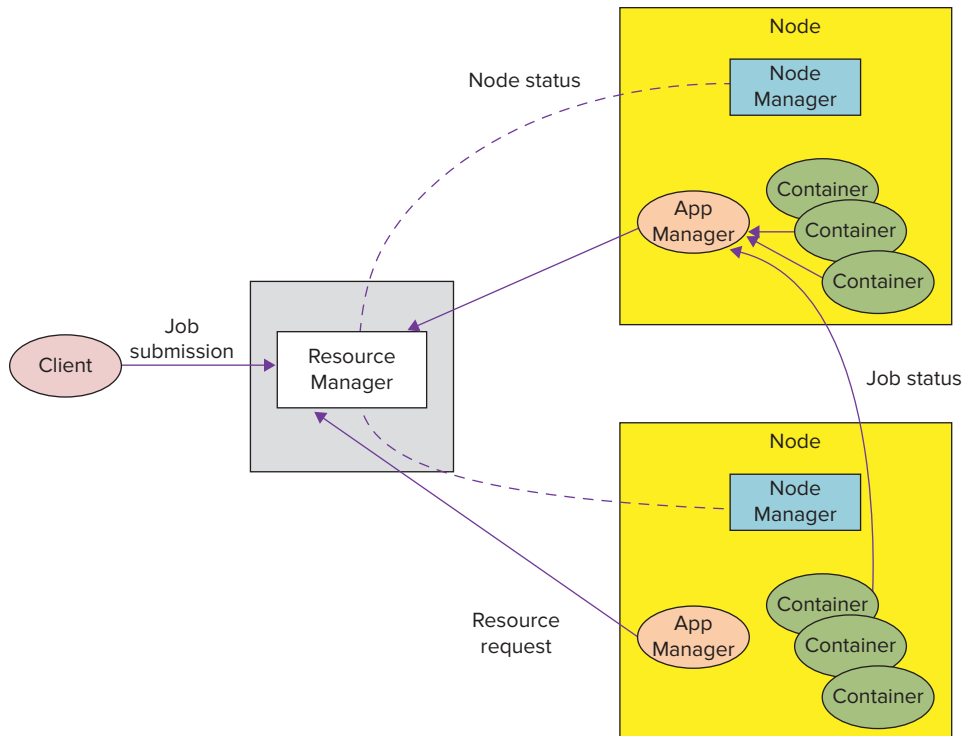 Node
Node status
Node
Manager
Container
App
Manager
Container
Container
Job
submission
Client
Resource
Manager
Job status
Node
Node
Manager
Container
Resource
request
App
Manager
Container
Container